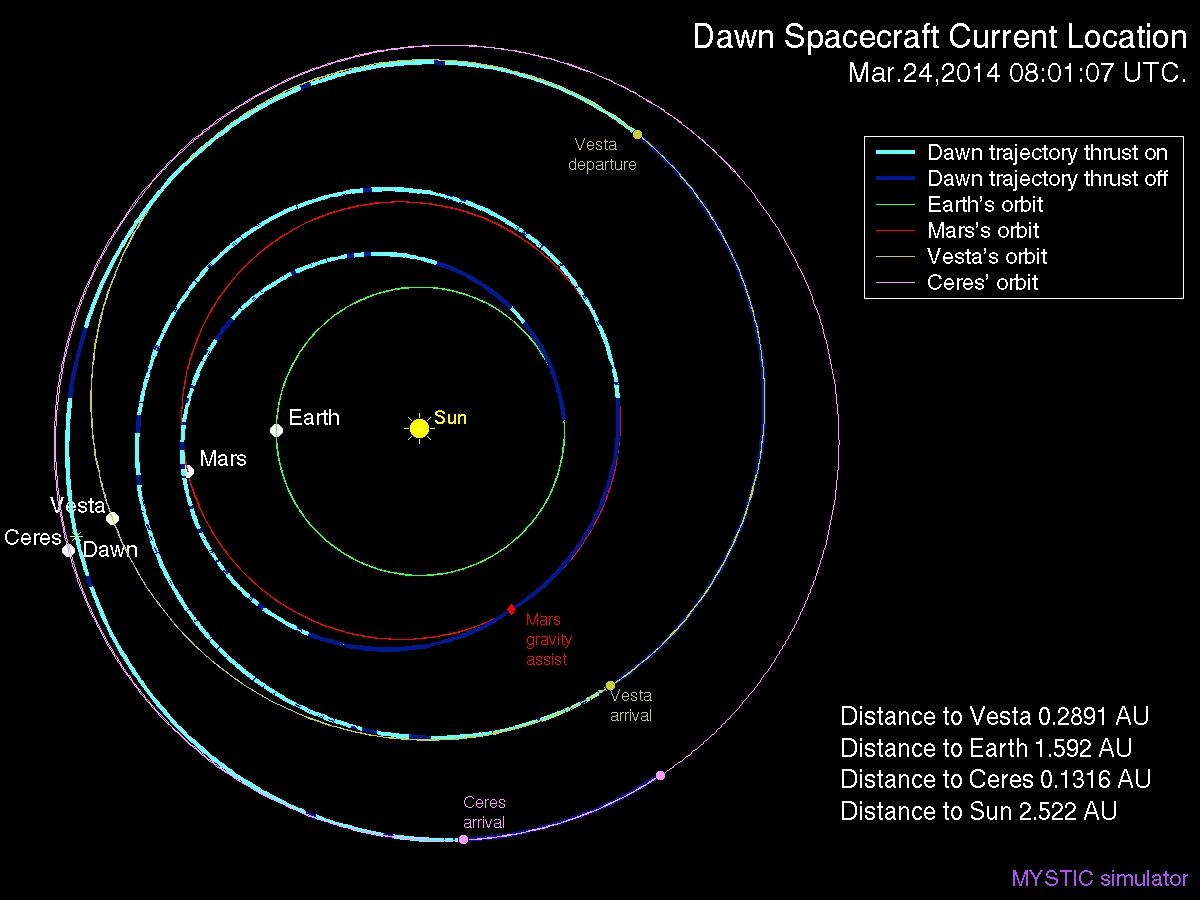 Dawn Spacecraft Current Location
Mar.24,2014 08:01:07 UTC.
Dawn trajectory thrust on
Dawn trajectory thrust off
Earth's orbit
Mars's orbit
Vesta's orbit
Ceres' orbit
Vesta
departure
Earth
Sun
Mars
Vesta
Ceres
Dawn
Mars
gravity
assist
Vesta
arrival
Ceres
arrival
Distance to Vesta 0.2891 AU
Distance to Earth 1.592 AU
Distance to Ceres 0.1316 AU
Distance to Sun 2.522 AU
MYSTIC simulator